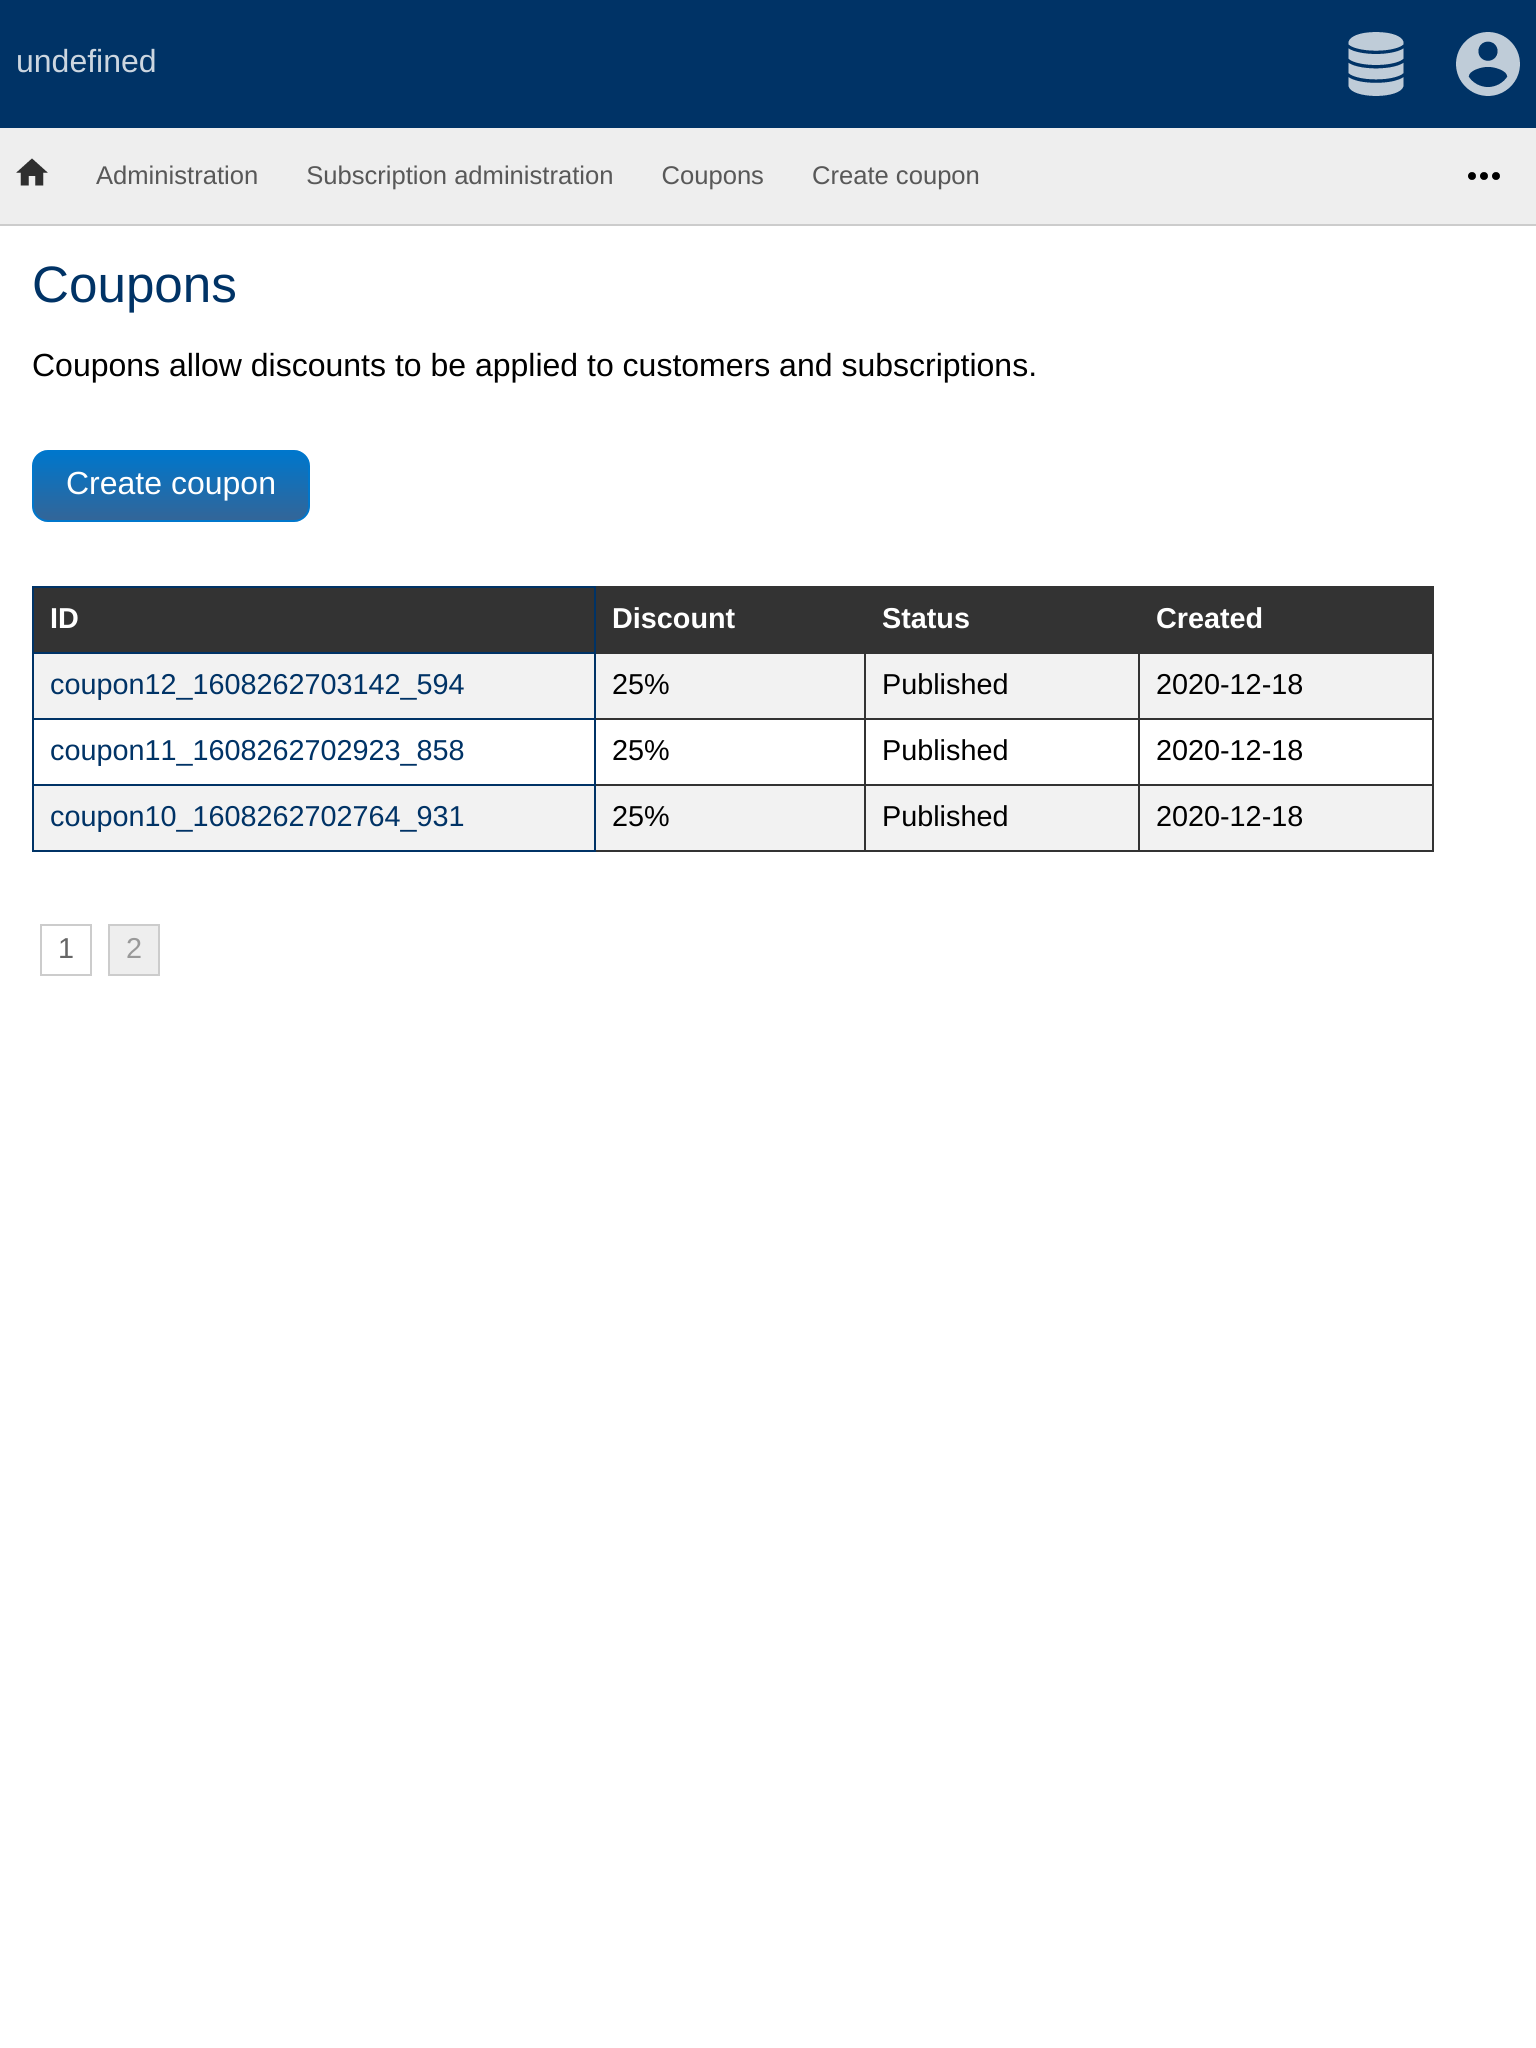 undefined
Administration Subscription administration Coupons Create coupon
Coupons
Coupons allow discounts to be applied to customers and subscriptions.
Create coupon
ID Discount Status Created
coupon12_1608262703142_594 25% Published 2020-12-18
coupon11_1608262702923_858 25% Published 2020-12-18
coupon10_1608262702764_931 25% Published 2020-12-18
1 2